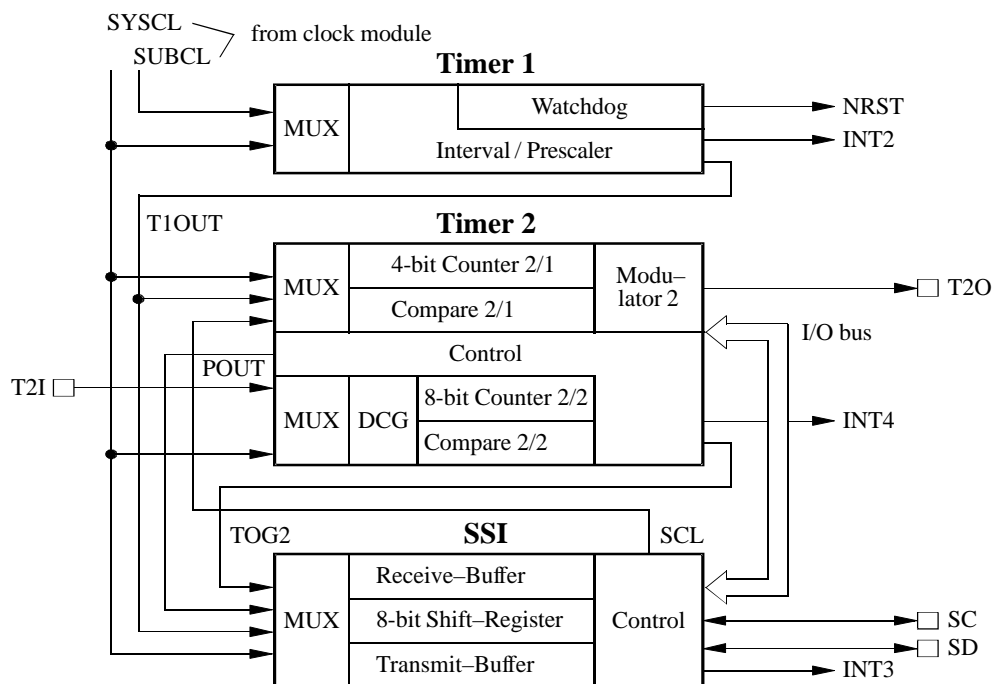 SYSCL
SUBCL
from clock module
Timer 1
MUX
Watchdog
Interval / Prescaler
NRST
INT2
T1OUT
Timer 2
MUX
4-bit Counter 2/1
Compare 2/1
Modu–
lator 2
T2O
I/O bus
POUT
Control
T2I
MUX
DCG
8-bit Counter 2/2
Compare 2/2
INT4
TOG2
SSI
SCL
MUX
Receive–Buffer
8-bit Shift–Register
Transmit–Buffer
Control
SC
SD
INT3